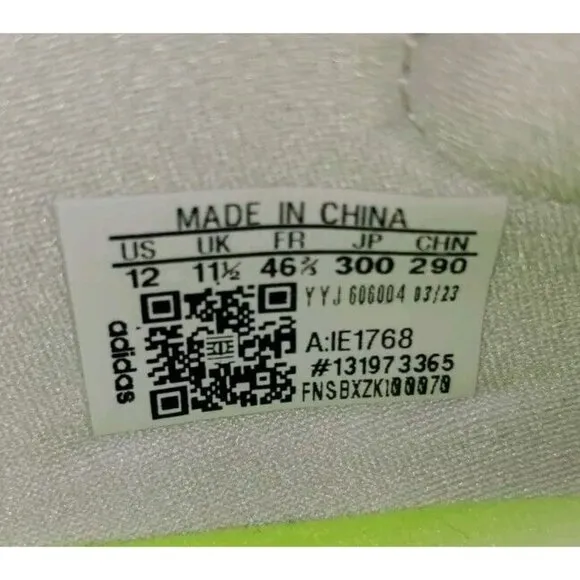 MADE IN CHINA
US UK FR JP CHN
12 11½ 46⅔ 300 290
YYJ 606004 03/23
A:IE1768
#131973365
adidas